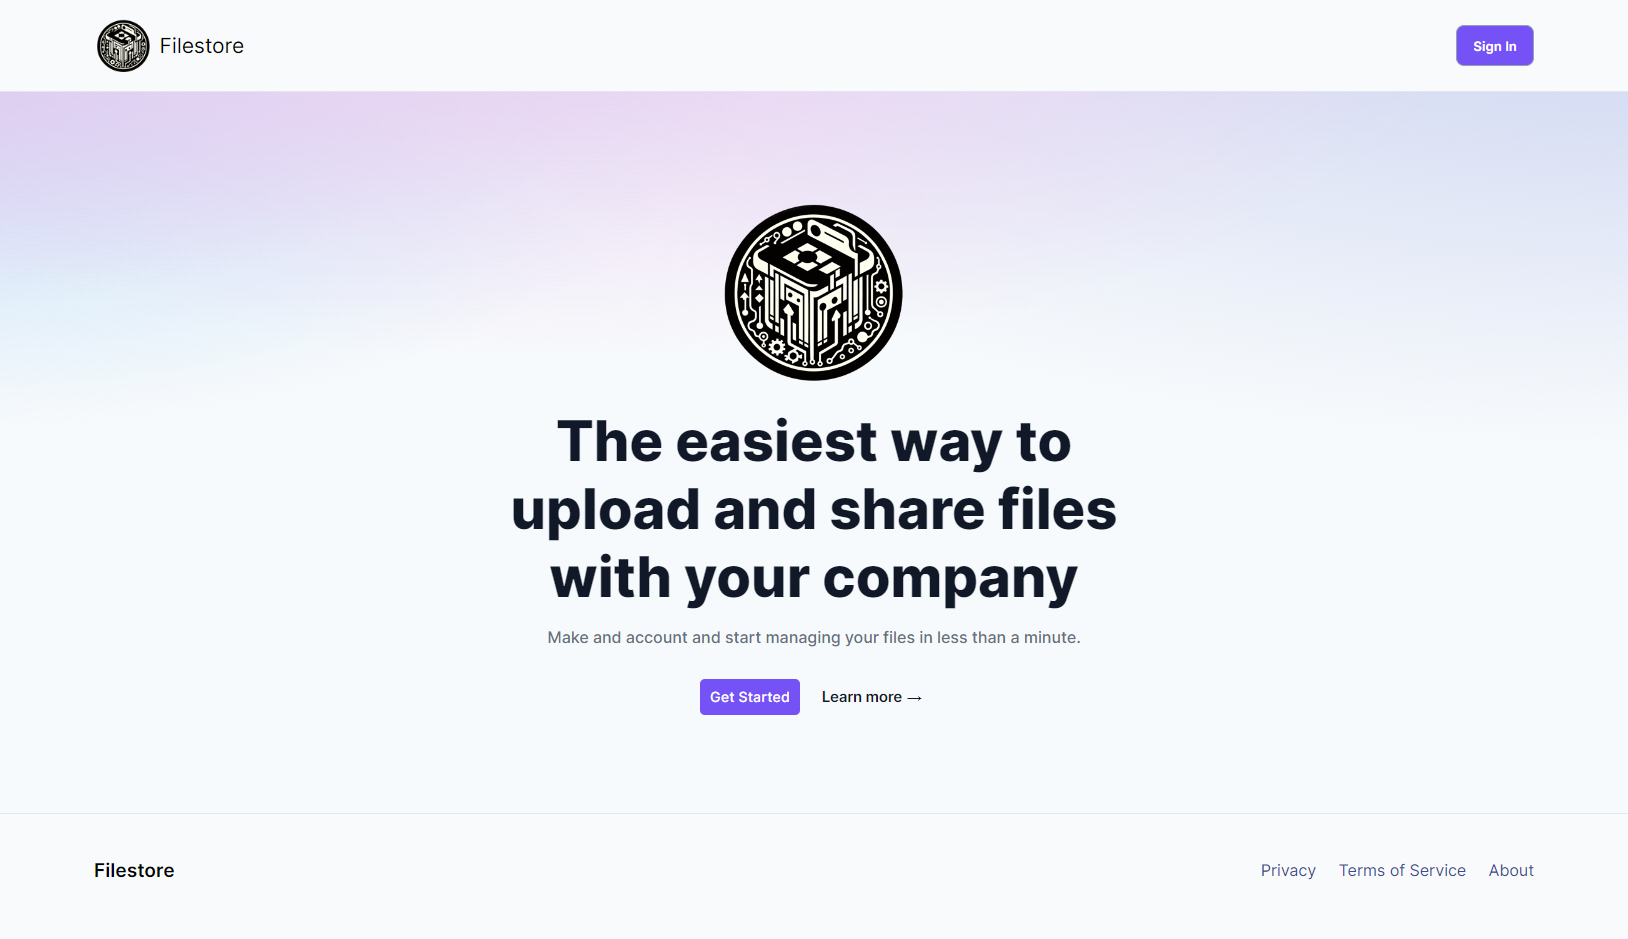 Filestore
Sign In
The easiest way to
upload and share files
with your company
Make and account and start managing your files in less than a minute.
Get Started
Learn more →
Filestore
Privacy
Terms of Service
About